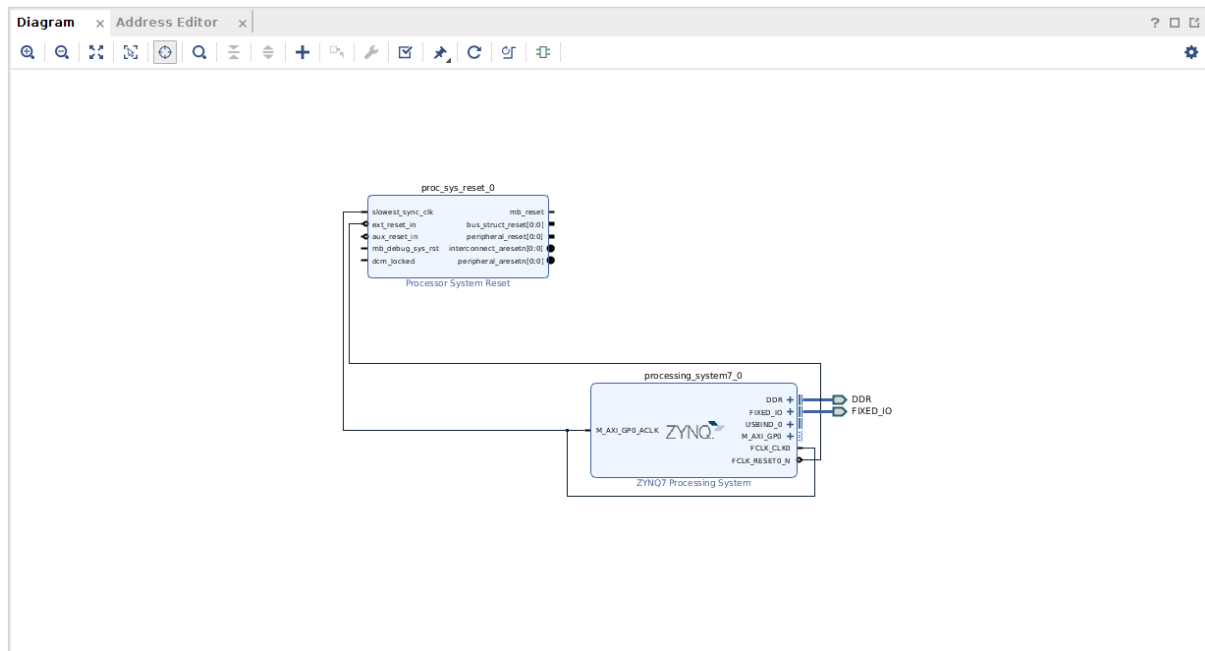 Diagram × Address Editor ×
?
proc_sys_reset_0
slowest_sync_clk
ext_reset_in
aux_reset_in
mb_debug_sys_rst
dcm_locked
mb_reset
bus_struct_reset[0:0]
peripheral_reset[0:0]
interconnect_aresetn[0:0]
peripheral_aresetn[0:0]
Processor System Reset
processing_system7_0
M_AXI_GP0_ACLK
ZYNQ
DDR
FIXED_IO
USBIND_0
M_AXI_GP0
FCLK_CLK0
FCLK_RESET0_N
ZYNQ7 Processing System
DDR
FIXED_IO